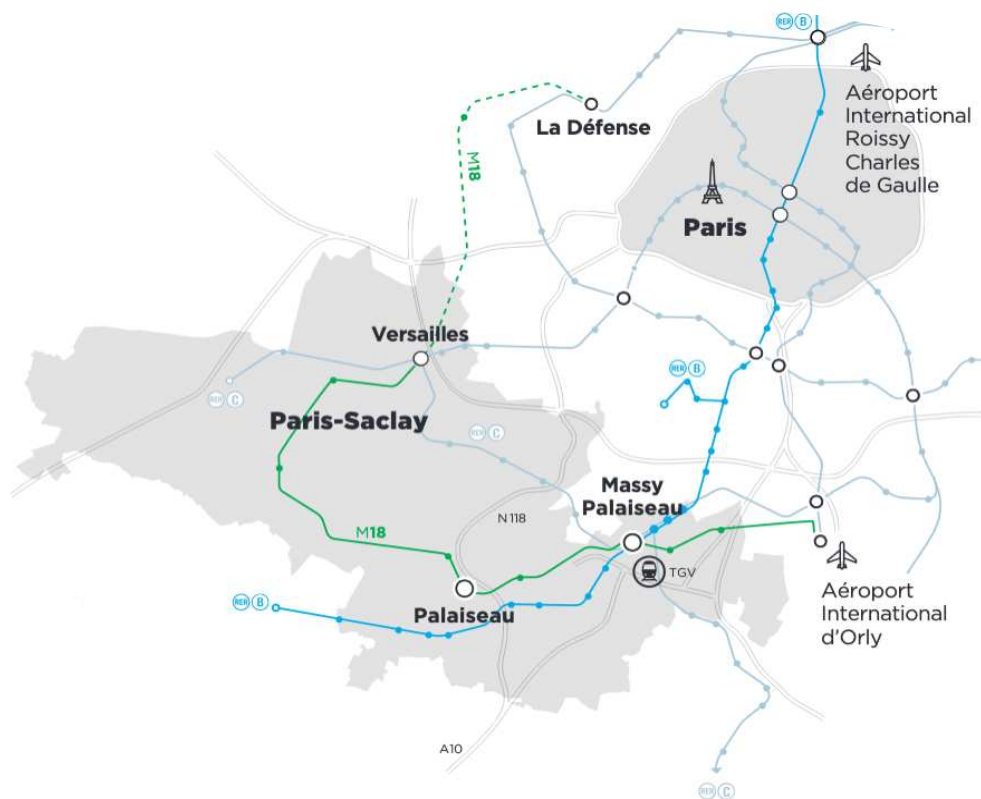 RER B
Aéroport
International
Roissy
Charles
de Gaulle
La Défense
M18
Paris
Versailles
RER B
RER C
Paris-Saclay
RER C
Massy
Palaiseau
N 118
M18
TGV
Aéroport
International
d'Orly
Palaiseau
RER B
A10
RER C